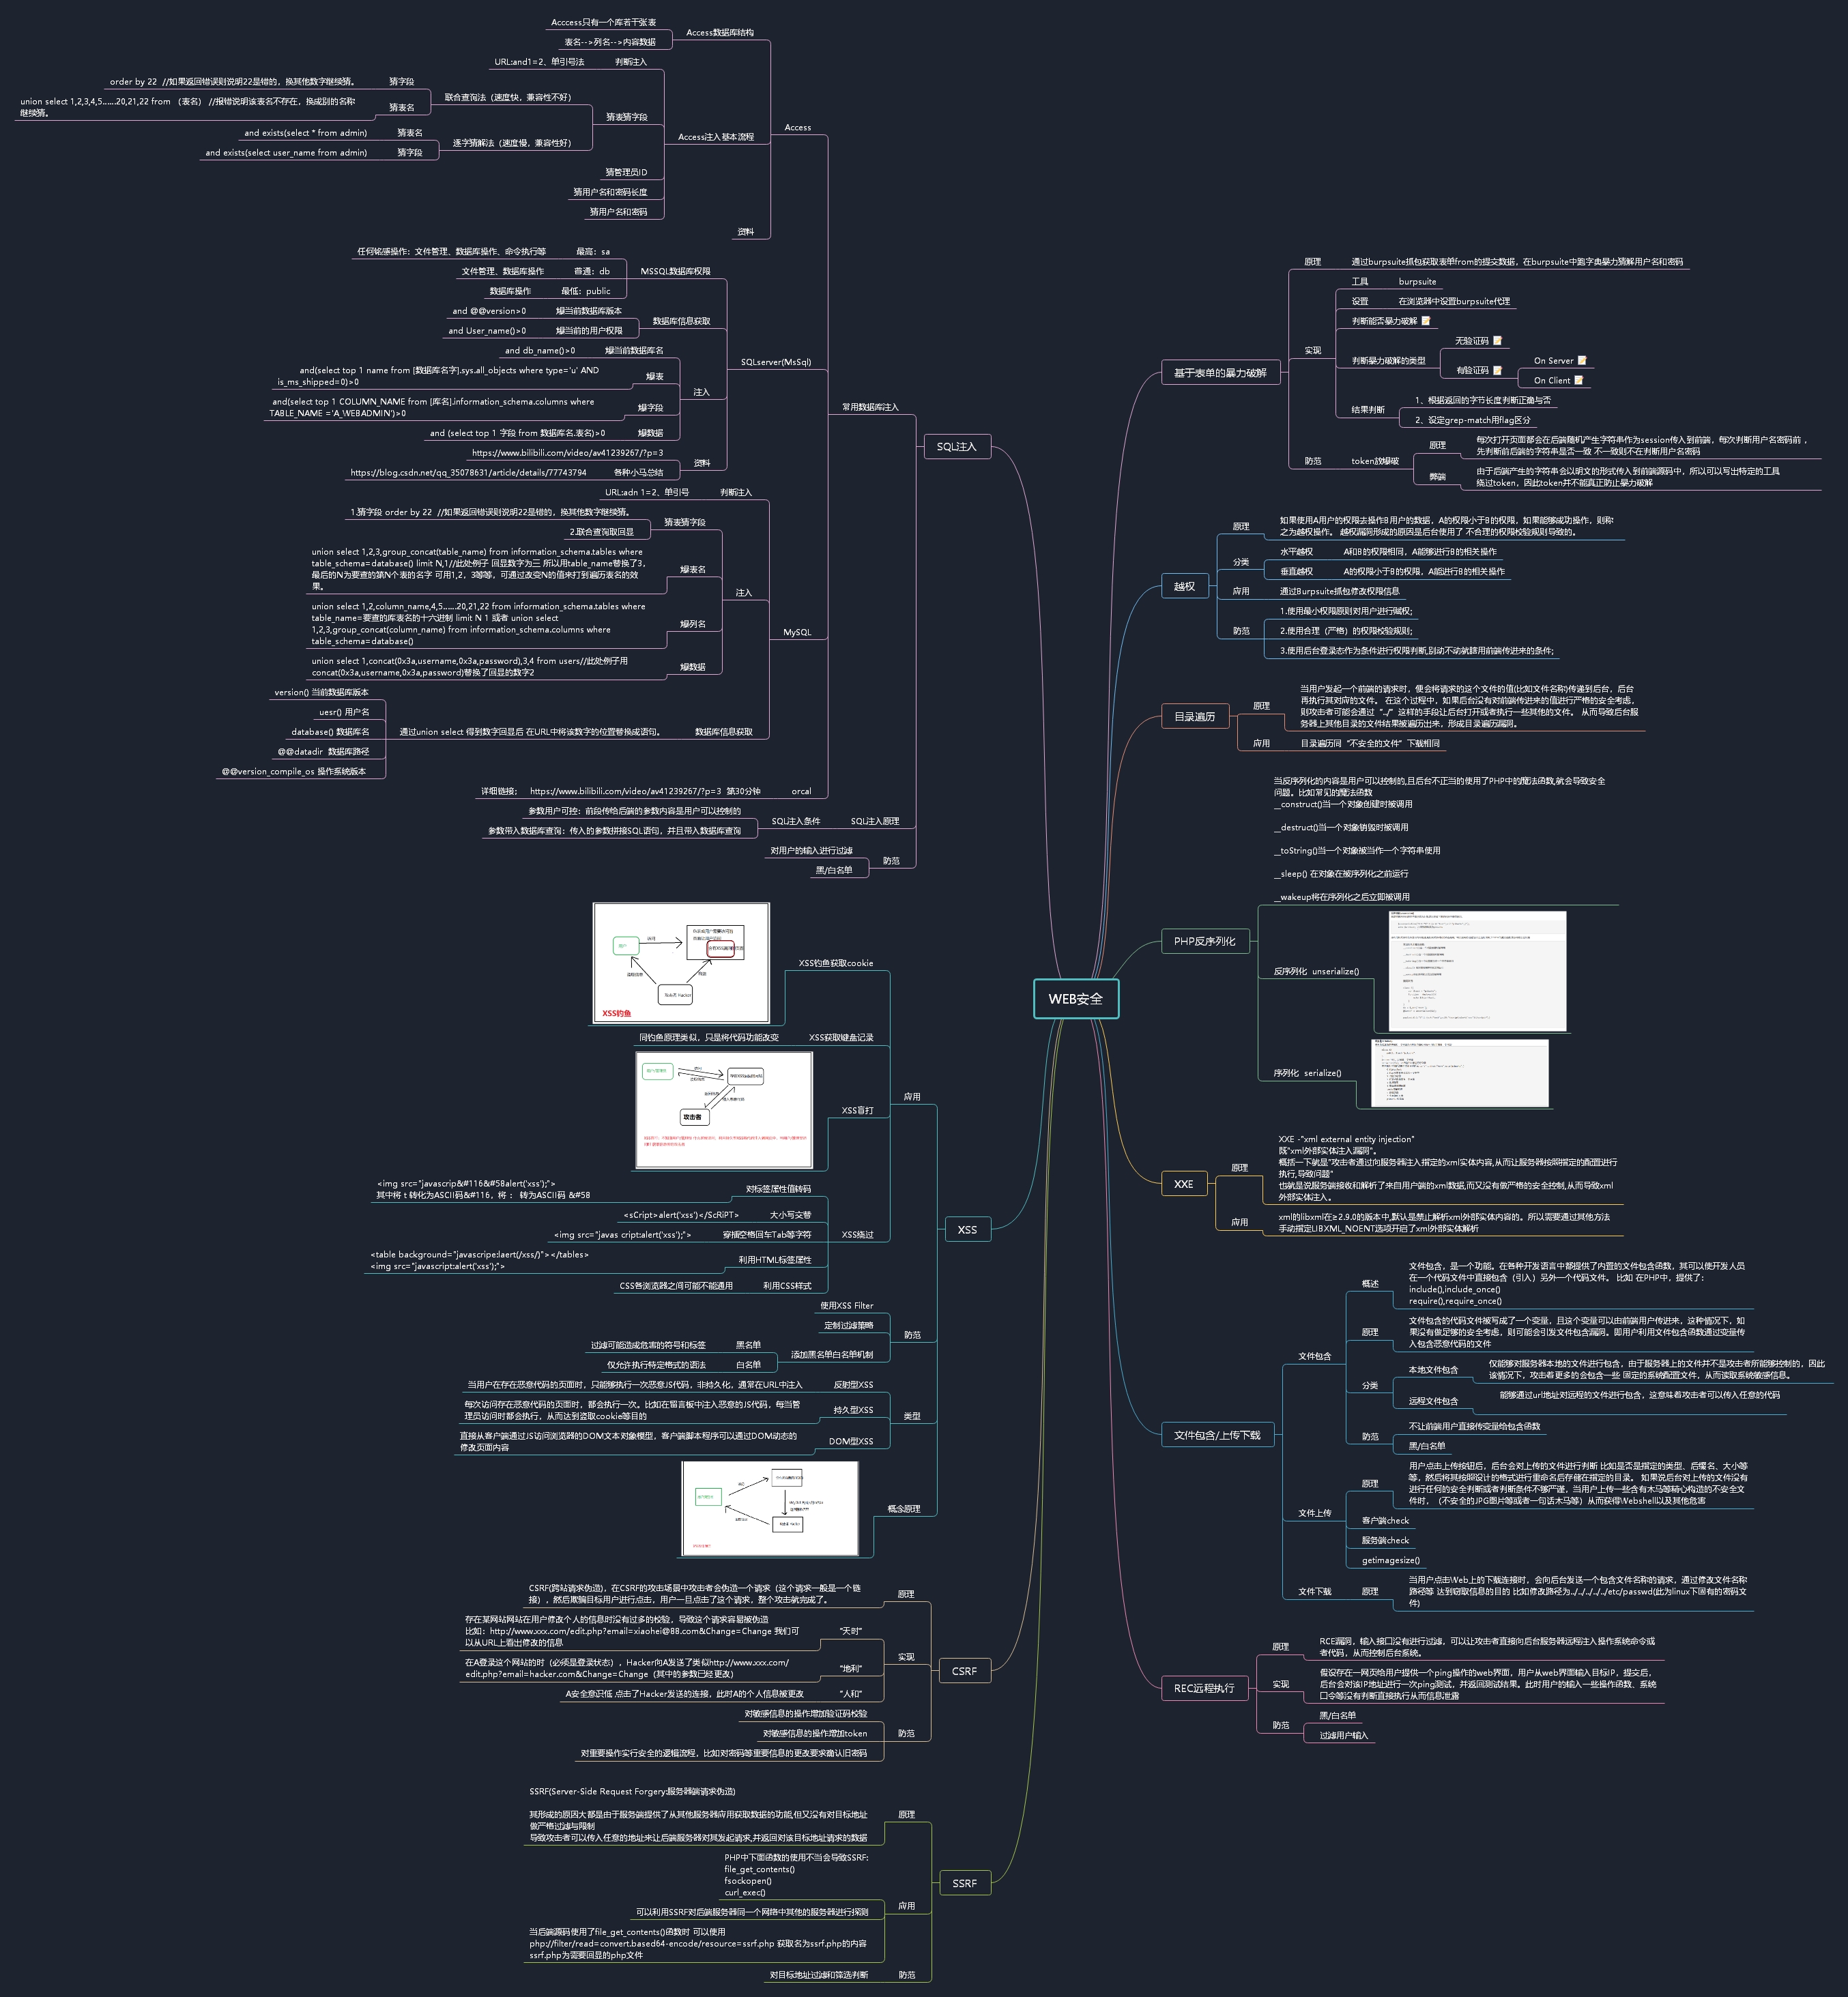 WEB安全
SQL注入
常用数据库注入
Access
Access数据库结构
Acccess只有一个库若干张表
表名-->列名-->内容数据
Access注入基本流程
判断注入
URL:and1=2、单引号法
猜表猜字段
联合查询法（速度快，兼容性不好）
猜字段
order by 22  //如果返回错误则说明22是错的，换其他数字继续猜。
猜表名
union select 1,2,3,4,5......20,21,22 from （表名） //报错说明该表名不存在，换成别的名称
继续猜。
逐字猜解法（速度慢，兼容性好）
猜表名
and exists(select * from admin)
猜字段
and exists(select user_name from admin)
猜管理员ID
猜用户名和密码长度
猜用户名和密码
资料
SQLserver(MsSql)
MSSQL数据库权限
最高：sa
任何铭感操作：文件管理、数据库操作、命令执行等
普通：db
文件管理、数据库操作
最低：public
数据库操作
数据库信息获取
爆当前数据库版本
and @@version>0
爆当前的用户权限
and User_name()>0
注入
爆当前数据库名
and db_name()>0
爆表
and(select top 1 name from [数据库名字].sys.all_objects where type='u' AND
is_ms_shipped=0)>0
爆字段
and(select top 1 COLUMN_NAME from [库名].information_schema.columns where
TABLE_NAME ='A_WEBADMIN')>0
爆数据
and (select top 1 字段 from 数据库名.表名)>0
资料
https://www.bilibili.com/video/av41239267/?p=3
各种小马总结
https://blog.csdn.net/qq_35078631/article/details/77743794
MySQL
判断注入
URL:adn 1=2、单引号
注入
猜表猜字段
1.猜字段 order by 22  //如果返回错误则说明22是错的，换其他数字继续猜。
2.联合查询取回显
爆表名
union select 1,2,3,group_concat(table_name) from information_schema.tables where
table_schema=database() limit N,1//此处例子 回显数字为三 所以用table_name替换了3，
最后的N为要查的第N个表的名字 可用1,2，3等等，可通过改变N的值来打到遍历表名的效
果。
爆列名
union select 1,2,column_name,4,5......20,21,22 from information_schema.tables where
table_name=要查的库表名的十六进制 limit N 1 或者 union select
1,2,3,group_concat(column_name) from information_schema.columns where
table_schema=database()
爆数据
union select 1,concat(0x3a,username,0x3a,password),3,4 from users//此处例子用
concat(0x3a,username,0x3a,password)替换了回显的数字2
数据库信息获取
通过union select 得到数字回显后 在URL中将该数字的位置替换成语句。
version() 当前数据库版本
uesr() 用户名
database() 数据库名
@@datadir  数据库路径
@@version_compile_os 操作系统版本
orcal
详细链接；  https://www.bilibili.com/video/av41239267/?p=3  第30分钟
SQL注入原理
SQL注入条件
参数用户可控：前段传给后端的参数内容是用户可以控制的
参数带入数据库查询：传入的参数拼接SQL语句，并且带入数据库查询
防范
对用户的输入进行过滤
黑/白名单
XSS
应用
XSS钓鱼获取cookie
用户
访问
Hacker
XSS钓鱼
XSS获取键盘记录
同钓鱼原理类似，只是将代码功能改变
XSS盲打
攻击者
XSS绕过
对标签属性值转码
<img src="javascrip&#116&#58alert('xss');">
其中将 t 转化为ASCII码&#116，将 ： 转为ASCII码 &#58
大小写交替
<sCript>alert('xss')</ScRiPT>
穿插空格回车Tab等字符
<img src="javas cript:alert('xss');">
利用HTML标签属性
<table background="javascripe:laert(/xss/)"></tables>
<img src="javascript:alert('xss');">
利用CSS样式
CSS各浏览器之间可能不能通用
防范
使用XSS Filter
定制过滤策略
添加黑名单白名单机制
黑名单
过滤可能造成危害的符号和标签
白名单
仅允许执行特定格式的语法
类型
反射型XSS
当用户在存在恶意代码的页面时，只能够执行一次恶意JS代码，非持久化，通常在URL中注入
持久型XSS
每次访问存在恶意代码的页面时，都会执行一次。比如在留言板中注入恶意的JS代码，每当管
理员访问时都会执行，从而达到盗取cookie等目的
DOM型XSS
直接从客户端通过JS访问浏览器的DOM文本对象模型，客户端脚本程序可以通过DOM动态的
修改页面内容
概念原理
CSRF
原理
CSRF(跨站请求伪造)，在CSRF的攻击场景中攻击者会伪造一个请求（这个请求一般是一个链
接），然后欺骗目标用户进行点击，用户一旦点击了这个请求，整个攻击就完成了。
实现
“天时”
存在某网站网站在用户修改个人的信息时没有过多的校验，导致这个请求容易被伪造
比如：http://www.xxx.com/edit.php?email=xiaohei@88.com&Change=Change 我们可
以从URL上看出修改的信息
“地利”
在A登录这个网站的时（必须是登录状态），Hacker向A发送了类似http://www.xxx.com/
edit.php?email=hacker.com&Change=Change（其中的参数已经更改）
“人和”
A安全意识低 点击了Hacker发送的连接，此时A的个人信息被更改
防范
对敏感信息的操作增加验证码校验
对敏感信息的操作增加token
对重要操作实行安全的逻辑流程，比如对密码等重要信息的更改要求确认旧密码
SSRF
原理
SSRF(Server-Side Request Forgery:服务器端请求伪造)
其形成的原因大都是由于服务端提供了从其他服务器应用获取数据的功能,但又没有对目标地址
做严格过滤与限制
导致攻击者可以传入任意的地址来让后端服务器对其发起请求,并返回对该目标地址请求的数据
应用
PHP中下面函数的使用不当会导致SSRF:
file_get_contents()
fsockopen()
curl_exec()
可以利用SSRF对后端服务器同一个网络中其他的服务器进行探测
当后端源码使用了file_get_contents()函数时 可以使用
php://filter/read=convert.based64-encode/resource=ssrf.php 获取名为ssrf.php的内容
ssrf.php为需要回显的php文件
防范
对目标地址过滤和筛选判断
基于表单的暴力破解
原理
通过burpsuite抓包获取表单from的提交数据，在burpsuite中跑字典暴力猜解用户名和密码
实现
工具
burpsuite
设置
在浏览器中设置burpsuite代理
判断能否暴力破解
判断暴力破解的类型
无验证码
有验证码
On Server
On Client
结果判断
1、根据返回的字节长度判断正确与否
2、设定grep-match用flag区分
防范
token放爆破
原理
每次打开页面都会在后端随机产生字符串作为session传入到前端，每次判断用户名密码前，
先判断前后端的字符串是否一致 不一致则不在判断用户名密码
弊端
由于后端产生的字符串会以明文的形式传入到前端源码中，所以可以写出特定的工具
绕过token，因此token并不能真正防止暴力破解
越权
原理
如果使用A用户的权限去操作B用户的数据，A的权限小于B的权限，如果能够成功操作，则称
之为越权操作。 越权漏洞形成的原因是后台使用了 不合理的权限校验规则导致的。
分类
水平越权
A和B的权限相同，A能够进行B的相关操作
垂直越权
A的权限小于B的权限，A能进行B的相关操作
应用
通过Burpsuite抓包修改权限信息
防范
1.使用最小权限原则对用户进行赋权;
2.使用合理（严格）的权限校验规则;
3.使用后台登录态作为条件进行权限判断,别动不动就瞎用前端传进来的条件;
目录遍历
原理
当用户发起一个前端的请求时，便会将请求的这个文件的值(比如文件名称)传递到后台，后台
再执行其对应的文件。 在这个过程中，如果后台没有对前端传进来的值进行严格的安全考虑，
则攻击者可能会通过“../”这样的手段让后台打开或者执行一些其他的文件。 从而导致后台服
务器上其他目录的文件结果被遍历出来，形成目录遍历漏洞。
应用
目录遍历同“不安全的文件”下载相同
PHP反序列化
当反序列化的内容是用户可以控制的,且后台不正当的使用了PHP中的魔法函数,就会导致安全
问题。比如常见的魔法函数
__construct()当一个对象创建时被调用
__destruct()当一个对象销毁时被调用
__toString()当一个对象被当作一个字符串使用
__sleep() 在对象在被序列化之前运行
__wakeup将在序列化之后立即被调用
反序列化  unserialize()
序列化  serialize()
XXE
原理
XXE -"xml external entity injection"
既"xml外部实体注入漏洞"。
概括一下就是"攻击者通过向服务器注入指定的xml实体内容,从而让服务器按照指定的配置进行
执行,导致问题"
也就是说服务端接收和解析了来自用户端的xml数据,而又没有做严格的安全控制,从而导致xml
外部实体注入。
应用
xml的libxml在≥2.9.0的版本中,默认是禁止解析xml外部实体内容的。所以需要通过其他方法
手动指定LIBXML_NOENT选项开启了xml外部实体解析
文件包含/上传下载
文件包含
概述
文件包含，是一个功能。在各种开发语言中都提供了内置的文件包含函数，其可以使开发人员
在一个代码文件中直接包含（引入）另外一个代码文件。 比如 在PHP中，提供了：
include(),include_once()
require(),require_once()
原理
文件包含的代码文件被写成了一个变量，且这个变量可以由前端用户传进来，这种情况下，如
果没有做足够的安全考虑，则可能会引发文件包含漏洞。即用户利用文件包含函数通过变量传
入包含恶意代码的文件
分类
本地文件包含
仅能够对服务器本地的文件进行包含，由于服务器上的文件并不是攻击者所能够控制的，因此
该情况下，攻击着更多的会包含一些 固定的系统配置文件，从而读取系统敏感信息。
远程文件包含
能够通过url地址对远程的文件进行包含，这意味着攻击者可以传入任意的代码
防范
不让前端用户直接传变量给包含函数
黑/白名单
文件上传
原理
用户点击上传按钮后，后台会对上传的文件进行判断 比如是否是指定的类型、后缀名、大小等
等，然后将其按照设计的格式进行重命名后存储在指定的目录。 如果说后台对上传的文件没有
进行任何的安全判断或者判断条件不够严谨，当用户上传一些含有木马等精心构造的不安全文
件时，（不安全的JPG图片等或者一句话木马等）从而获得Webshell以及其他危害
客户端check
服务端check
getimagesize()
文件下载
原理
当用户点击Web上的下载连接时，会向后台发送一个包含文件名称的请求，通过修改文件名称
路径等 达到窃取信息的目的 比如修改路径为../../../../../etc/passwd(此为linux下固有的密码文
件)
REC远程执行
原理
RCE漏洞，输入接口没有进行过滤，可以让攻击者直接向后台服务器远程注入操作系统命令或
者代码，从而控制后台系统。
实现
假设存在一网页给用户提供一个ping操作的web界面，用户从web界面输入目标IP，提交后，
后台会对该IP地址进行一次ping测试，并返回测试结果。此时用户的输入一些操作函数、系统
口令等没有判断直接执行从而信息泄露
防范
黑/白名单
过滤用户输入